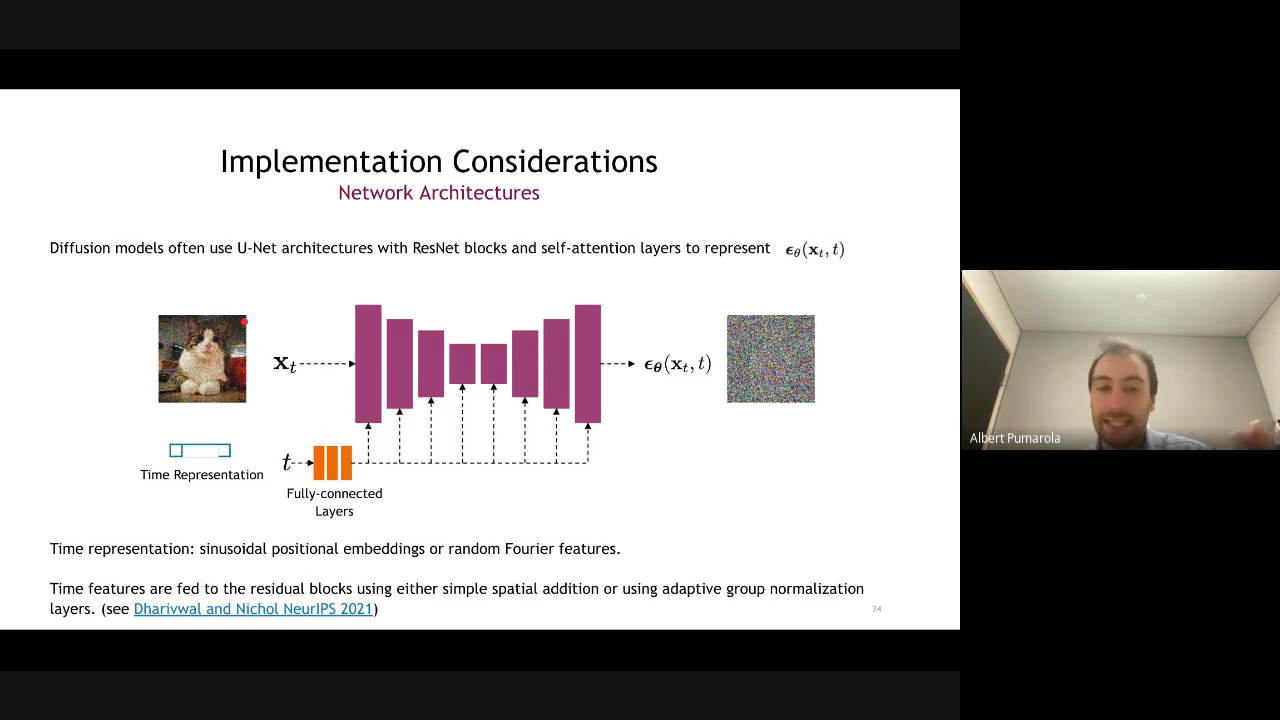 Implementation Considerations
Network Architectures
Diffusion models often use U-Net architectures with ResNet blocks and self-attention layers to represent ϵθ(xt, t)
xt
ϵθ(xt, t)
Time Representation
t
Fully-connected
Layers
Time representation: sinusoidal positional embeddings or random Fourier features.
Time features are fed to the residual blocks using either simple spatial addition or using adaptive group normalization
layers. (see Dharivwal and Nichol NeurIPS 2021)
24
Albert Pumarola